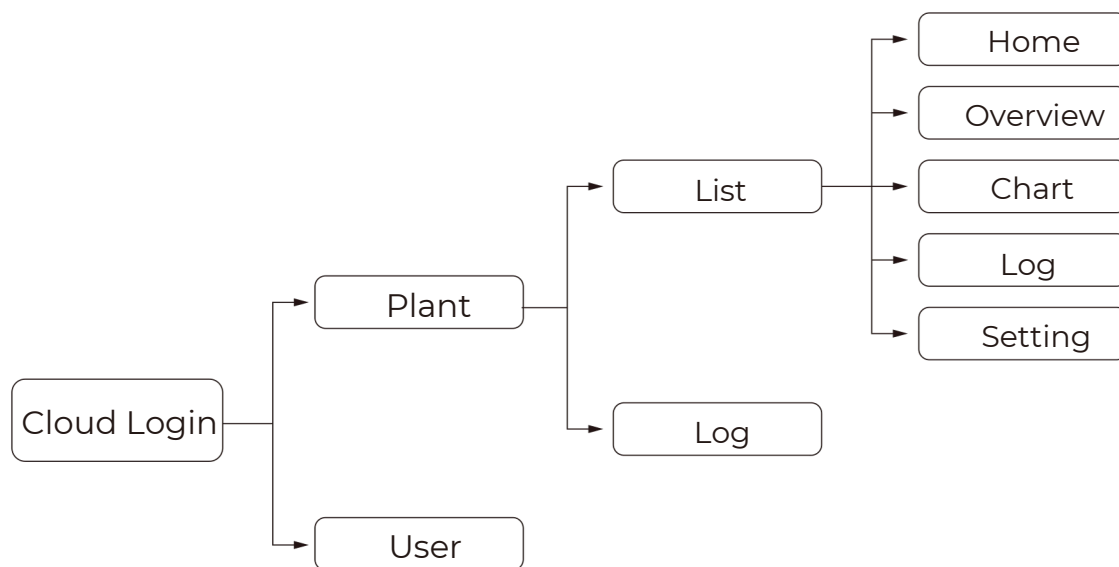 Home
Overview
List
Chart
Log
Plant
Setting
Cloud Login
Log
User